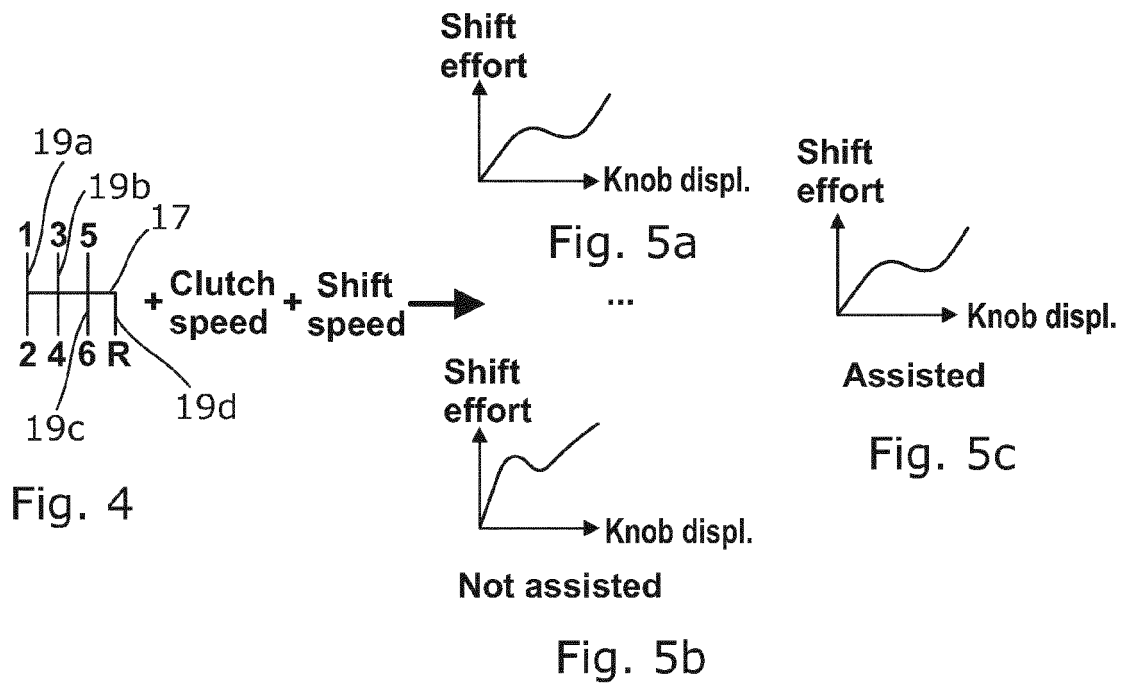 19a
19b
17
1 3 5
2 4 6 R
19c
19d
Fig. 4
+ Clutch speed + Shift speed
Shift
effort
Knob displ.
Fig. 5a
...
Shift
effort
Knob displ.
Not assisted
Fig. 5b
Shift
effort
Knob displ.
Assisted
Fig. 5c